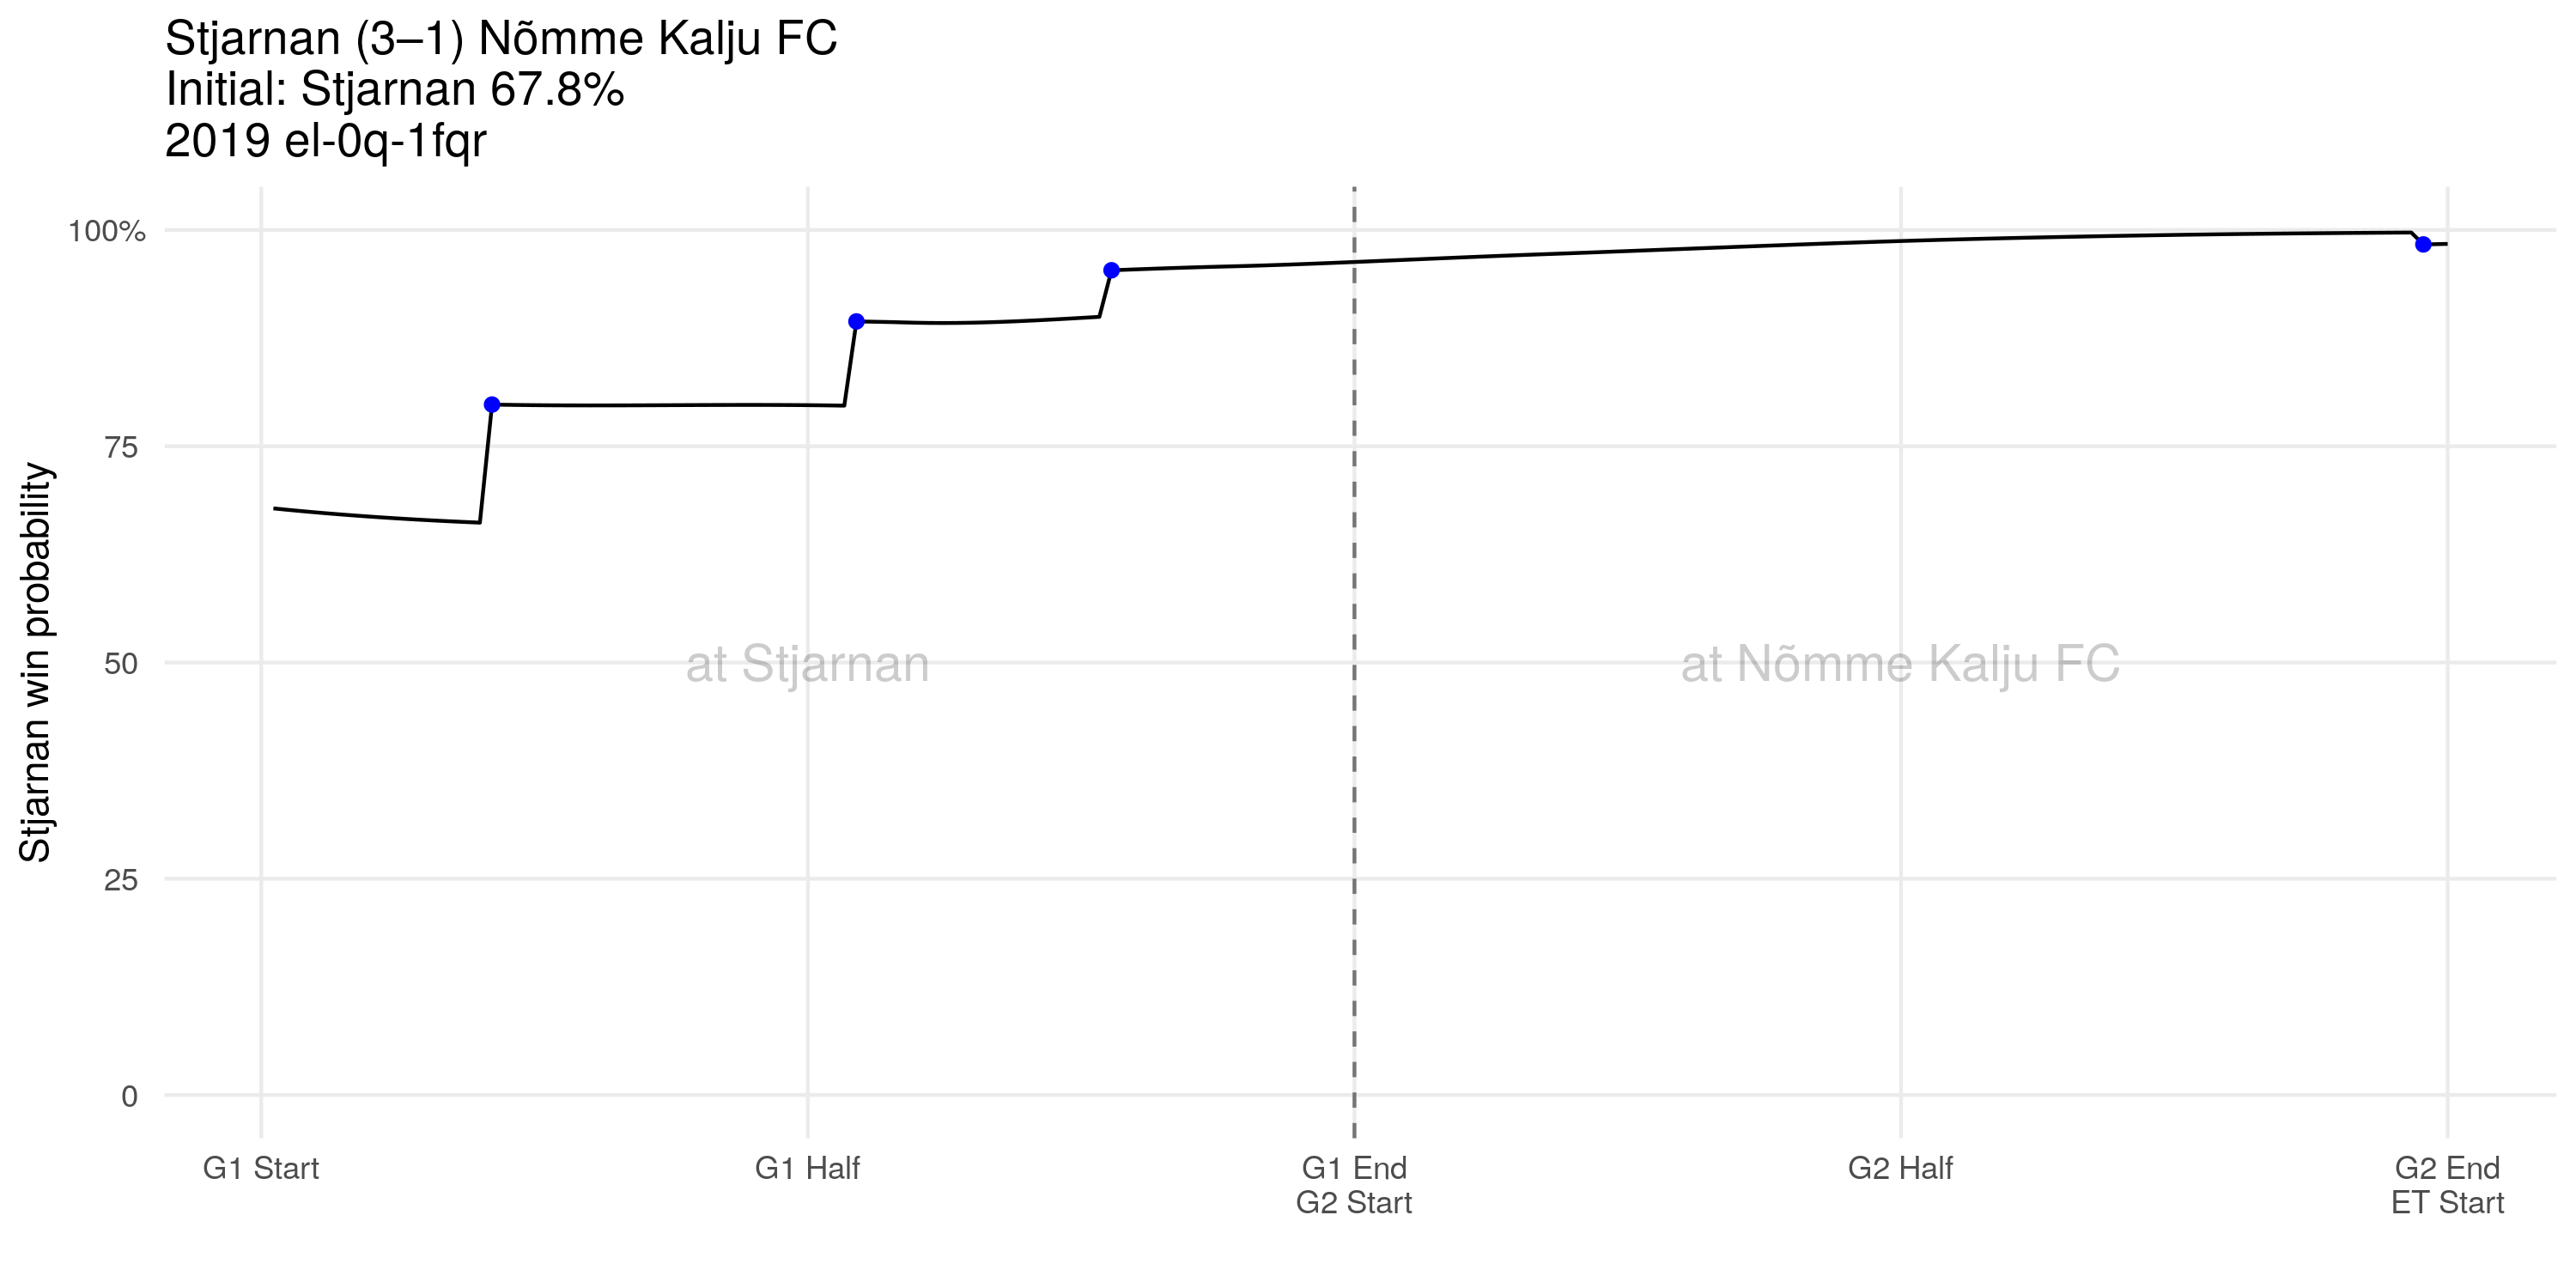 Stjarnan (3–1) Nõmme Kalju FC
Initial: Stjarnan 67.8%
2019 el-0q-1fqr
Stjarnan win probability
100%
75
50
25
0
at Stjarnan
at Nõmme Kalju FC
G1 Start
G1 Half
G1 End
G2 Start
G2 Half
G2 End
ET Start